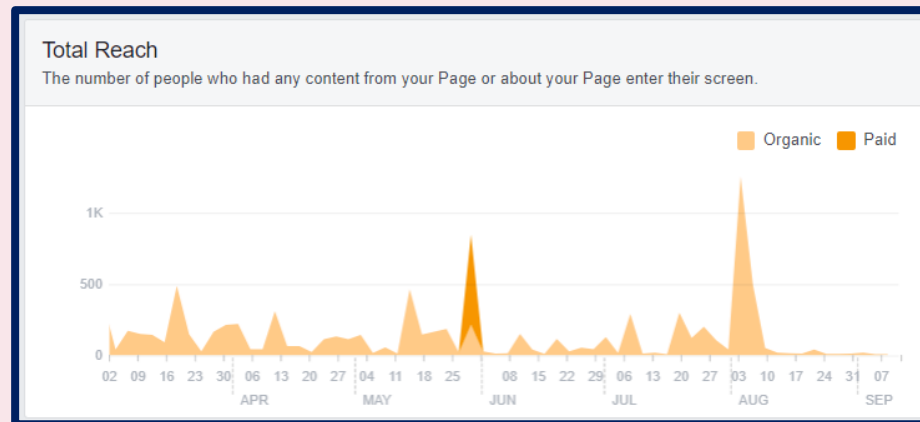 Total Reach
The number of people who had any content from your Page or about your Page enter their screen.
Organic Paid
1K
500
0
02 09 16 23 30 06 13 20 27 04 11 18 25 08 15 22 29 06 13 20 27 03 10 17 24 31 07
APR MAY JUN JUL AUG SEP